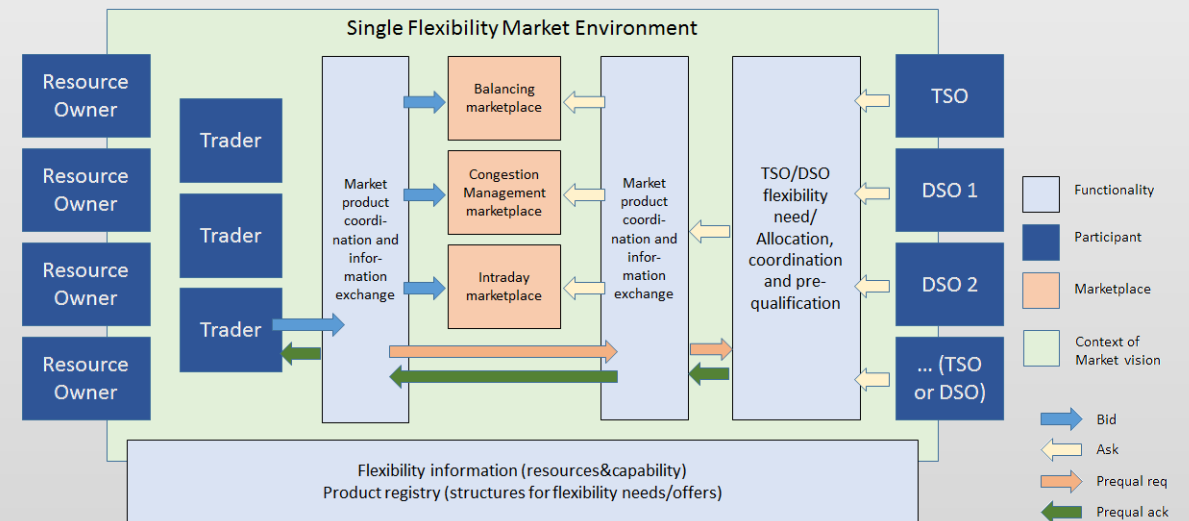 Single Flexibility Market Environment
Resource
Owner
Resource
Owner
Resource
Owner
Resource
Owner
Trader
Trader
Trader
Market
product
coordi-
nation and
infor-
mation
exchange
Balancing
marketplace
Congestion
Management
marketplace
Intraday
marketplace
Market
product
coordi-
nation and
infor-
mation
exchange
TSO/DSO
flexibility
need/
Allocation,
coordination
and pre-
qualification
TSO
DSO 1
DSO 2
... (TSO
or DSO)
Functionality
Participant
Marketplace
Context of
Market vision
Bid
Ask
Prequal req
Prequal ack
Flexibility information (resources&capability)
Product registry (structures for flexibility needs/offers)